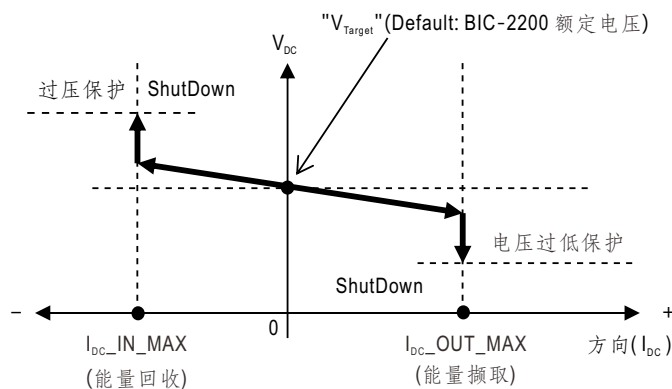 "V_Target"(Default: BIC-2200 额定电压)
V_DC
过压保护
ShutDown
电压过低保护
ShutDown
–
+
0
I_DC_IN_MAX
I_DC_OUT_MAX
方向(I_DC)
(能量回收)
(能量撷取)